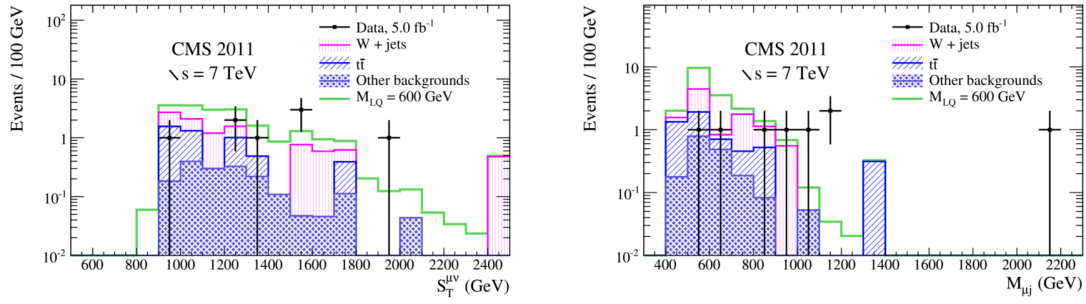 Events / 100 GeV
10²
10
1
10⁻¹
10⁻²
CMS 2011
√s = 7 TeV
Data, 5.0 fb⁻¹
W + jets
tt̄
Other backgrounds
M_LQ = 600 GeV
600 800 1000 1200 1400 1600 1800 2000 2200 2400
S_T^μν (GeV)
Events / 100 GeV
10
1
10⁻¹
10⁻²
CMS 2011
√s = 7 TeV
Data, 5.0 fb⁻¹
W + jets
tt̄
Other backgrounds
M_LQ = 600 GeV
400 600 800 1000 1200 1400 1600 1800 2000 2200
M_μj (GeV)